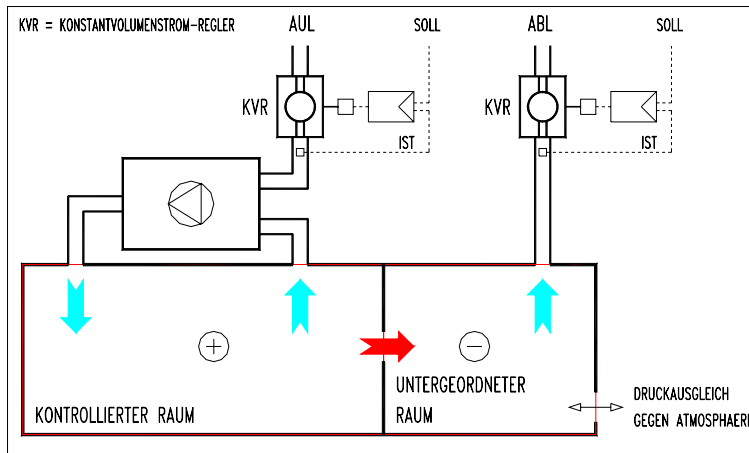 KVR = KONSTANTVOLUMENSTROM-REGLER
AUL
SOLL
ABL
SOLL
KVR
KVR
IST
IST
+
−
KONTROLLIERTER RAUM
UNTERGEORDNETER
RAUM
DRUCKAUSGLEICH
GEGEN ATMOSPHAERE